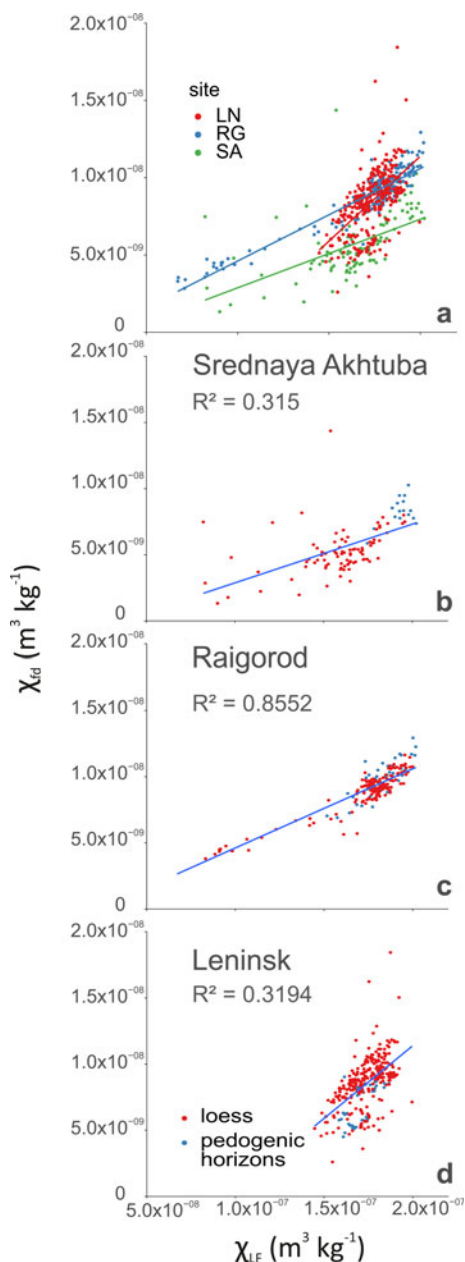 χfd (m³ kg⁻¹)
2.0x10⁻⁰⁸
1.5x10⁻⁰⁸
1.0x10⁻⁰⁸
5.0x10⁻⁰⁹
0
site
LN
RG
SA
a
2.0x10⁻⁰⁸
1.5x10⁻⁰⁸
1.0x10⁻⁰⁸
5.0x10⁻⁰⁹
0
Srednaya Akhtuba
R² = 0.315
b
2.0x10⁻⁰⁸
1.5x10⁻⁰⁸
1.0x10⁻⁰⁸
5.0x10⁻⁰⁹
0
Raigorod
R² = 0.8552
c
2.0x10⁻⁰⁸
1.5x10⁻⁰⁸
1.0x10⁻⁰⁸
5.0x10⁻⁰⁹
0
Leninsk
R² = 0.3194
loess
pedogenic
horizons
d
5.0x10⁻⁰⁸ 1.0x10⁻⁰⁷ 1.5x10⁻⁰⁷ 2.0x10⁻⁰⁷
χLF (m³ kg⁻¹)